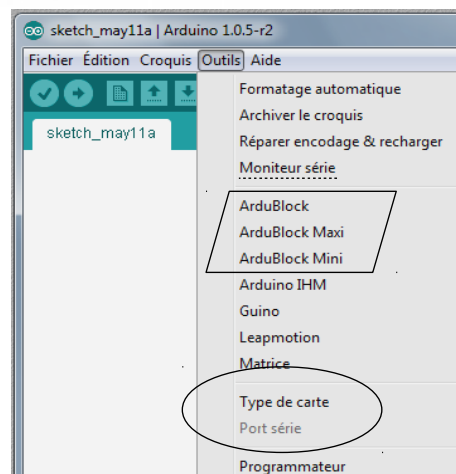 sketch_may11a | Arduino 1.0.5-r2
Fichier Édition Croquis Outils Aide
sketch_may11a
Formatage automatique
Archiver le croquis
Réparer encodage & recharger
Moniteur série
ArduBlock
ArduBlock Maxi
ArduBlock Mini
Arduino IHM
Guino
Leapmotion
Matrice
Type de carte
Port série
Programmateur